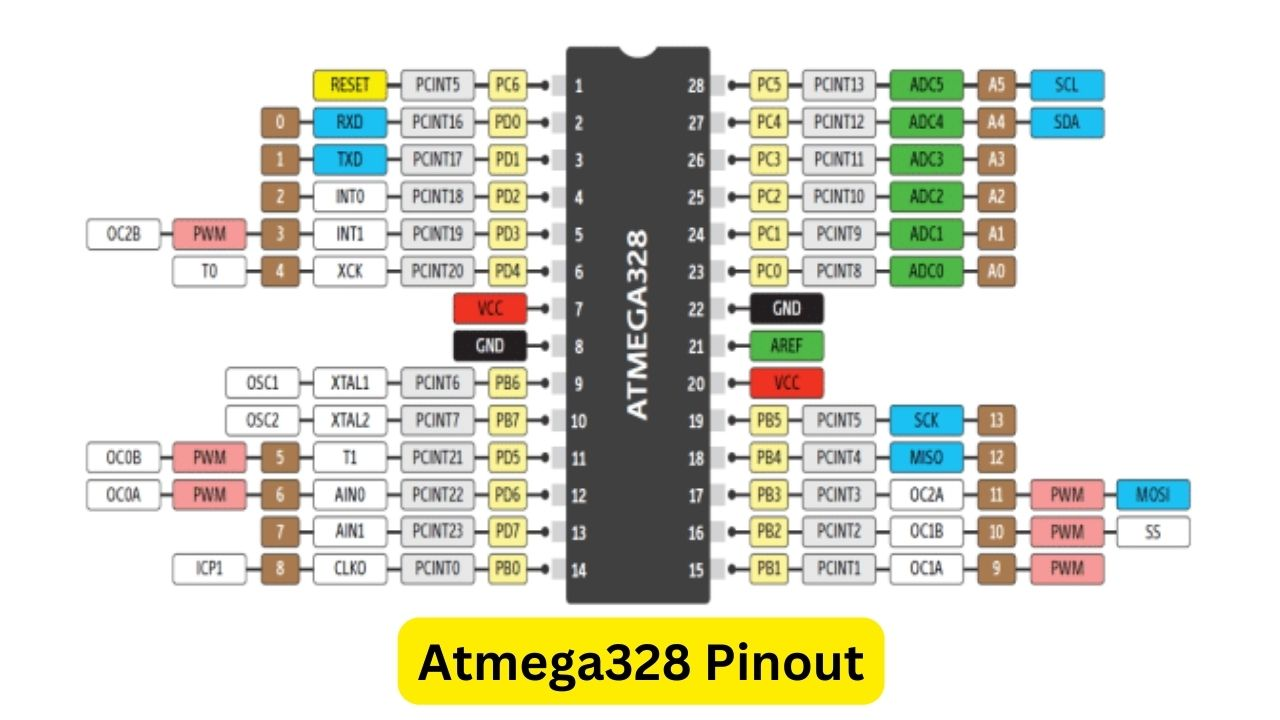 RESET PCINT5 PC6 1 28 PC5 PCINT13 ADC5 A5 SCL
0 RXD PCINT16 PD0 2 27 PC4 PCINT12 ADC4 A4 SDA
1 TXD PCINT17 PD1 3 26 PC3 PCINT11 ADC3 A3
2 INT0 PCINT18 PD2 4 25 PC2 PCINT10 ADC2 A2
OC2B PWM 3 INT1 PCINT19 PD3 5 24 PC1 PCINT9 ADC1 A1
T0 4 XCK PCINT20 PD4 6 23 PC0 PCINT8 ADC0 A0
VCC 7 22 GND
GND 8 21 AREF
OSC1 XTAL1 PCINT6 PB6 9 20 VCC
OSC2 XTAL2 PCINT7 PB7 10 19 PB5 PCINT5 SCK 13
OC0B PWM 5 T1 PCINT21 PD5 11 18 PB4 PCINT4 MISO 12
OC0A PWM 6 AIN0 PCINT22 PD6 12 17 PB3 PCINT3 OC2A 11 PWM MOSI
7 AIN1 PCINT23 PD7 13 16 PB2 PCINT2 OC1B 10 PWM SS
ICP1 8 CLKO PCINT0 PB0 14 15 PB1 PCINT1 OC1A 9 PWM
ATMEGA328
Atmega328 Pinout